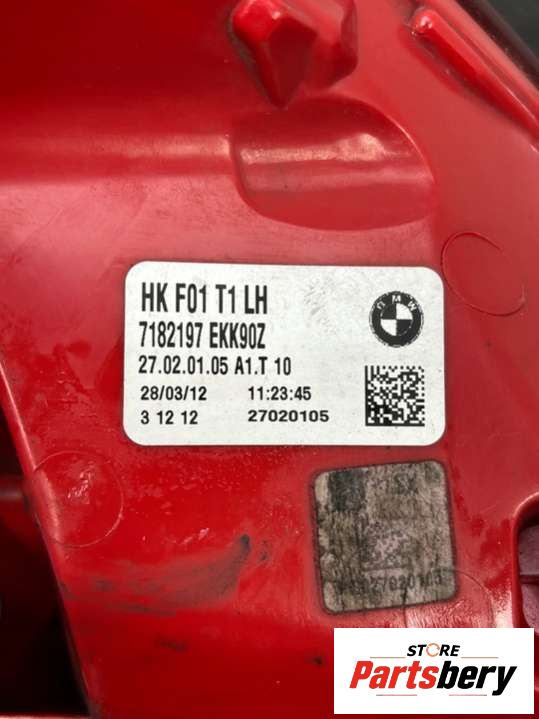 HK F01 T1 LH
7182197 EKK90Z
27.02.01.05 A1.T 10
28/03/12 11:23:45
3 12 12 27020105
BMW
STORE
Partsbery